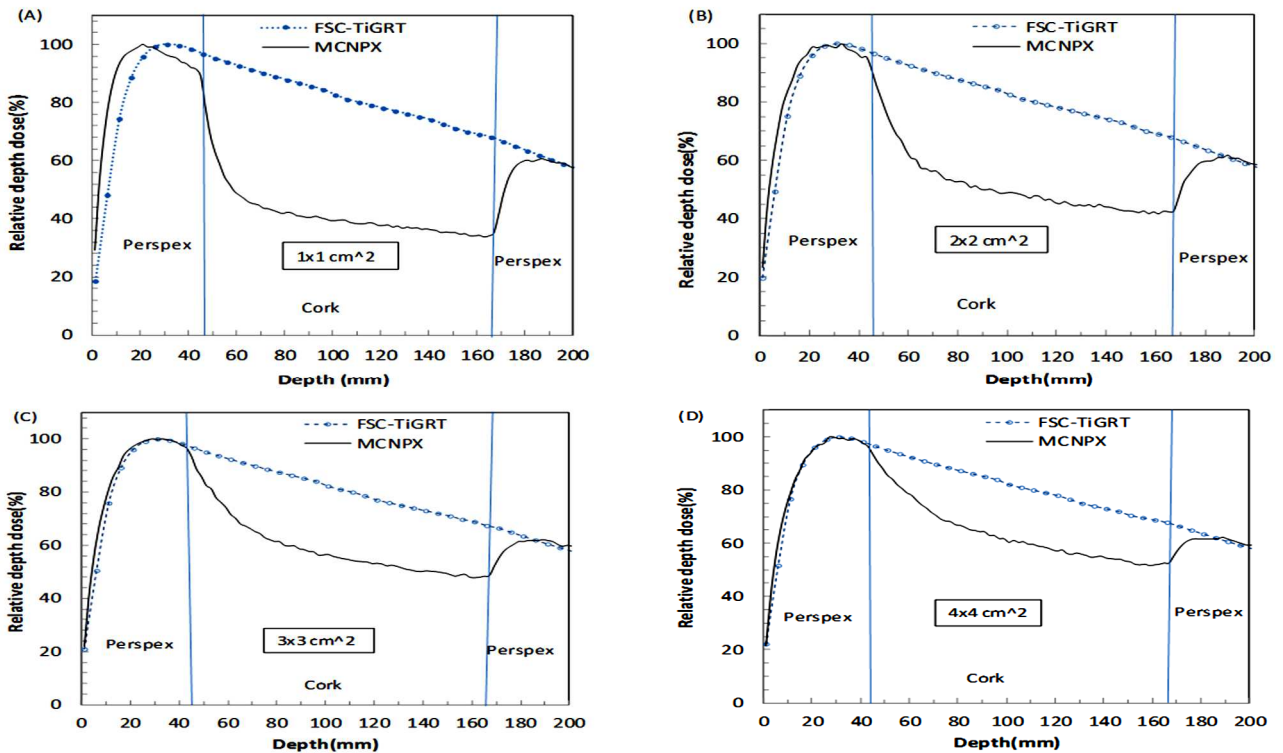 (A)
FSC-TiGRT
MCNPX
Relative depth dose(%)
100
80
60
40
20
0
Perspex
1x1 cm^2
Perspex
Cork
0 20 40 60 80 100 120 140 160 180 200
Depth (mm)
(B)
FSC-TiGRT
MCNPX
Relative depth dose(%)
100
80
60
40
20
0
Perspex
2x2 cm^2
Perspex
Cork
0 20 40 60 80 100 120 140 160 180 200
Depth(mm)
(C)
FSC-TiGRT
MCNPX
Relative depth dose(%)
100
80
60
40
20
0
Perspex
3x3 cm^2
Perspex
Cork
0 20 40 60 80 100 120 140 160 180 200
Depth(mm)
(D)
FSC-TiGRT
MCNPX
Relative depth dose(%)
100
80
60
40
20
0
Perspex
4x4 cm^2
Perspex
Cork
0 20 40 60 80 100 120 140 160 180 200
Depth(mm)